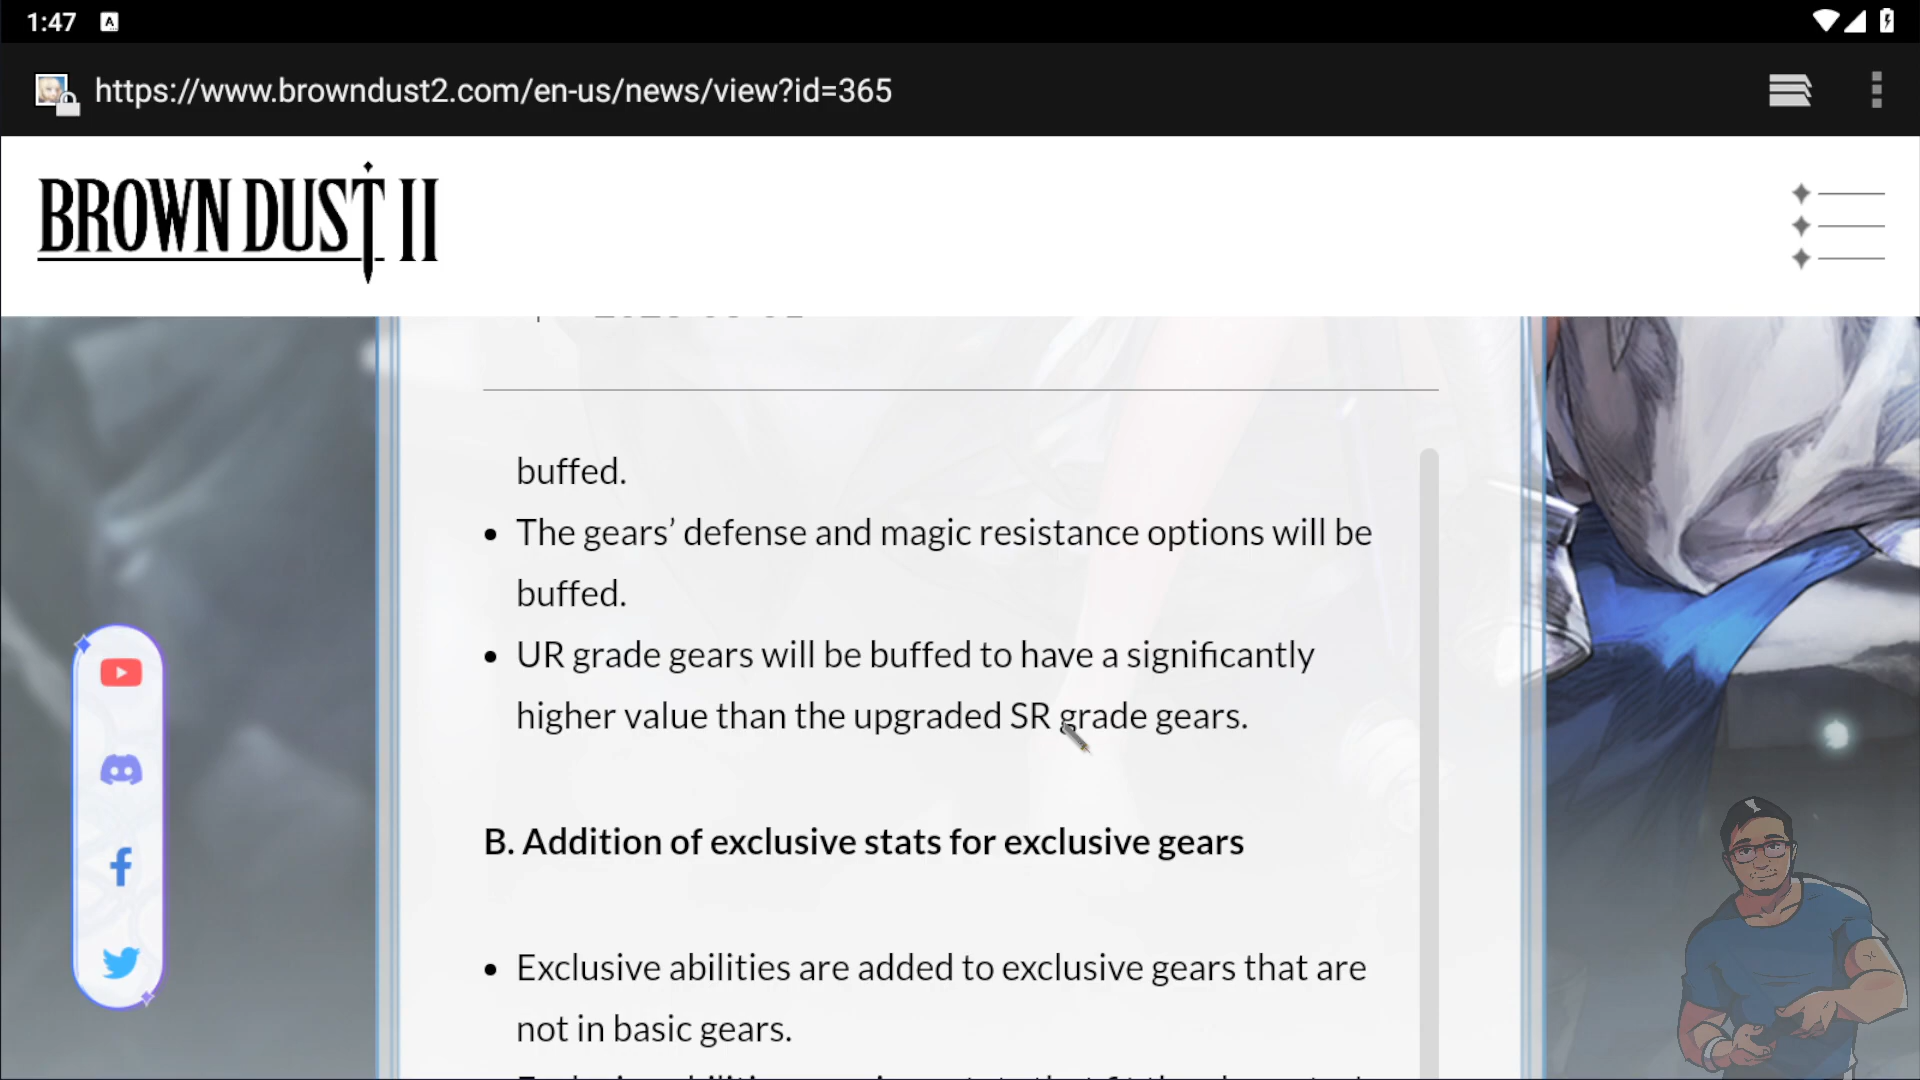 1:47
A
https://www.browndust2.com/en-us/news/view?id=365
BROWN DUST II
buffed.
• The gears’ defense and magic resistance options will be
buffed.
• UR grade gears will be buffed to have a significantly
higher value than the upgraded SR grade gears.
B. Addition of exclusive stats for exclusive gears
• Exclusive abilities are added to exclusive gears that are
not in basic gears.